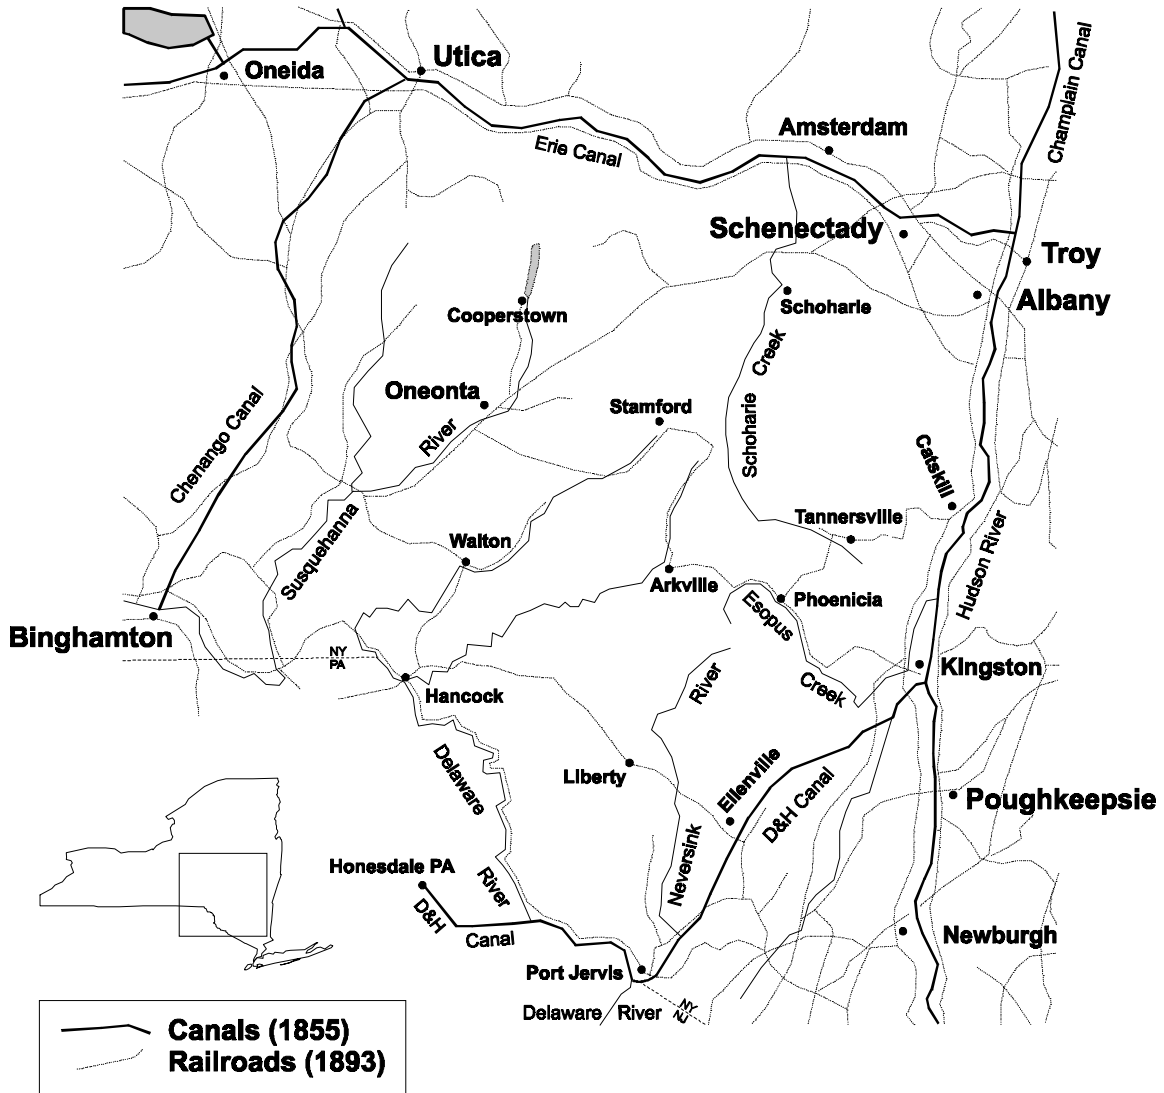 Utica
Oneida
Champlain Canal
Amsterdam
Erie Canal
Schenectady
Troy
Albany
Schoharie
Cooperstown
Schoharie Creek
Oneonta
Stamford
River
Chenango Canal
Catskill
Tannersville
Susquehanna
Walton
Hudson River
Arkville
Phoenicia
Esopus
Binghamton
NY
PA
Kingston
River
Creek
Hancock
Delaware
Liberty
Ellenville
D&H Canal
Poughkeepsie
Neversink
Honesdale PA
River
D&H
Canal
Newburgh
Port Jervis
Delaware River
NY
NJ
Canals (1855)
Railroads (1893)